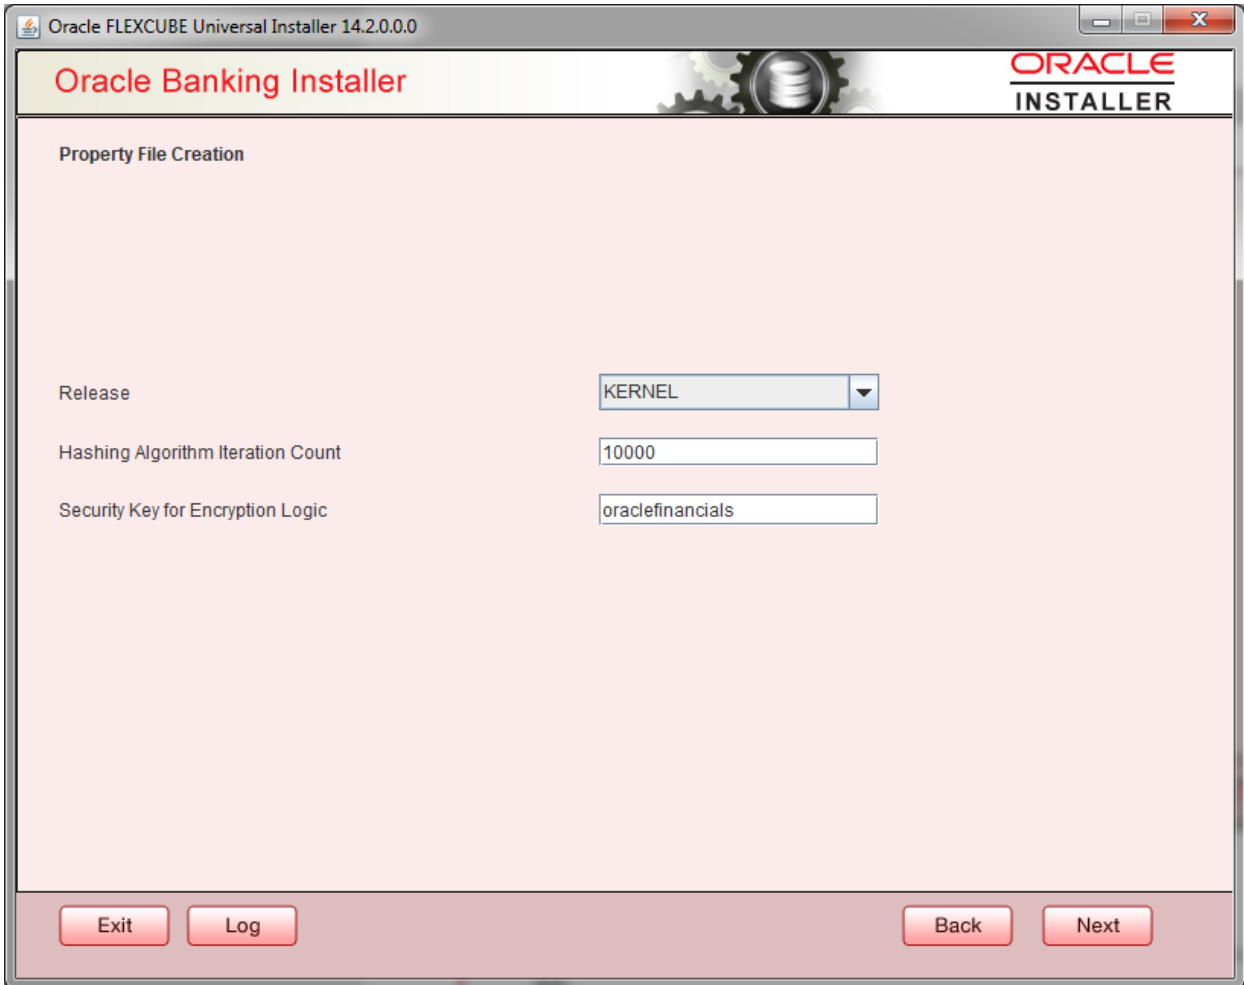 Oracle FLEXCUBE Universal Installer 14.2.0.0.0
Oracle Banking Installer
ORACLE
INSTALLER
Property File Creation
Release KERNEL
Hashing Algorithm Iteration Count 10000
Security Key for Encryption Logic oraclefinancials
Exit Log Back Next